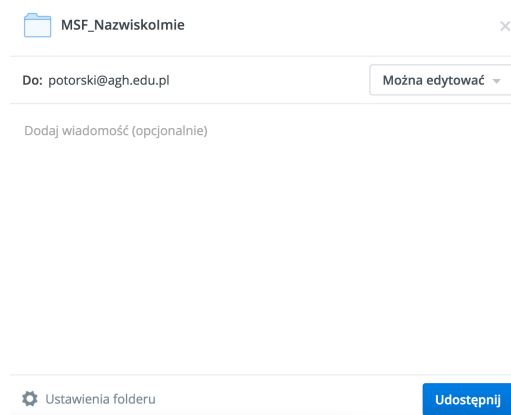 MSF_NazwiskoImie
Do: potorski@agh.edu.pl
Można edytować
Dodaj wiadomość (opcjonalnie)
Ustawienia folderu
Udostępnij